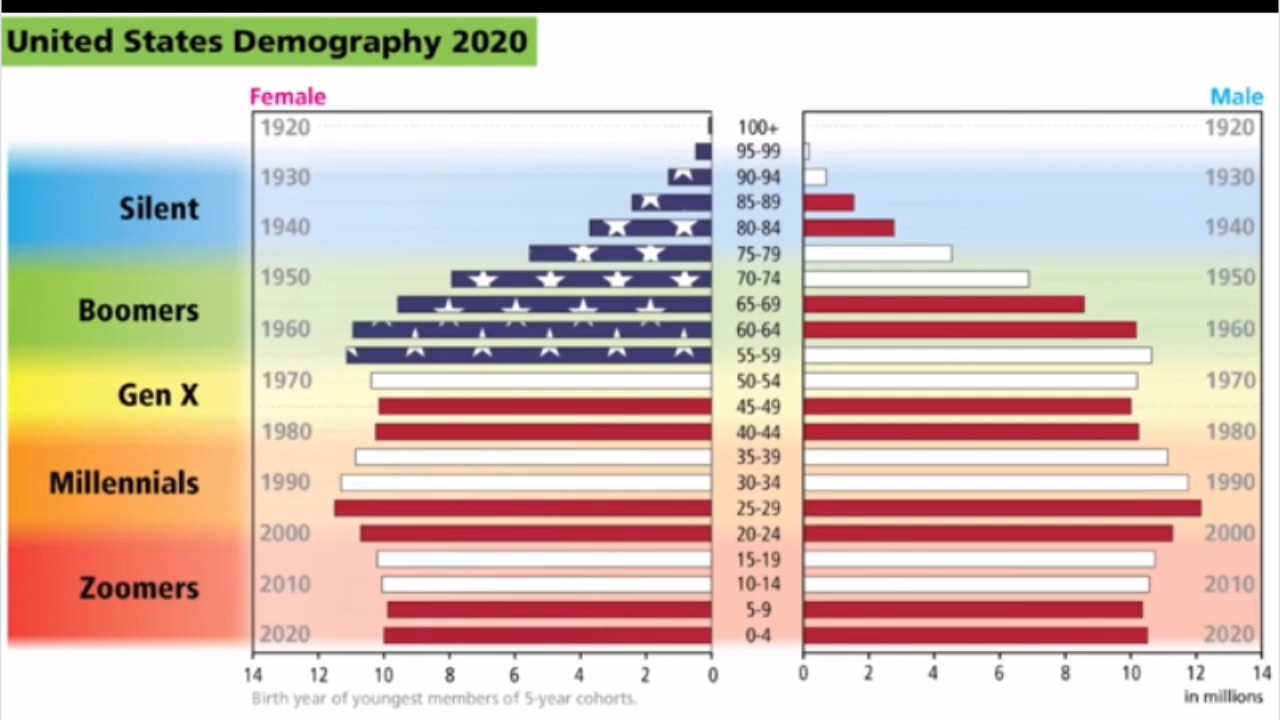 United States Demography 2020
Female Male
1920 100+ 1920
95-99
1930 90-94 1930
Silent 85-89
1940 80-84 1940
75-79
1950 70-74 1950
Boomers 65-69
1960 60-64 1960
55-59
1970 50-54 1970
Gen X 45-49
1980 40-44 1980
35-39
Millennials 1990 30-34 1990
25-29
2000 20-24 2000
15-19
Zoomers 2010 10-14 2010
5-9
2020 0-4 2020
14 12 10 8 6 4 2 0 0 2 4 6 8 10 12 14
Birth year of youngest members of 5-year cohorts. in millions